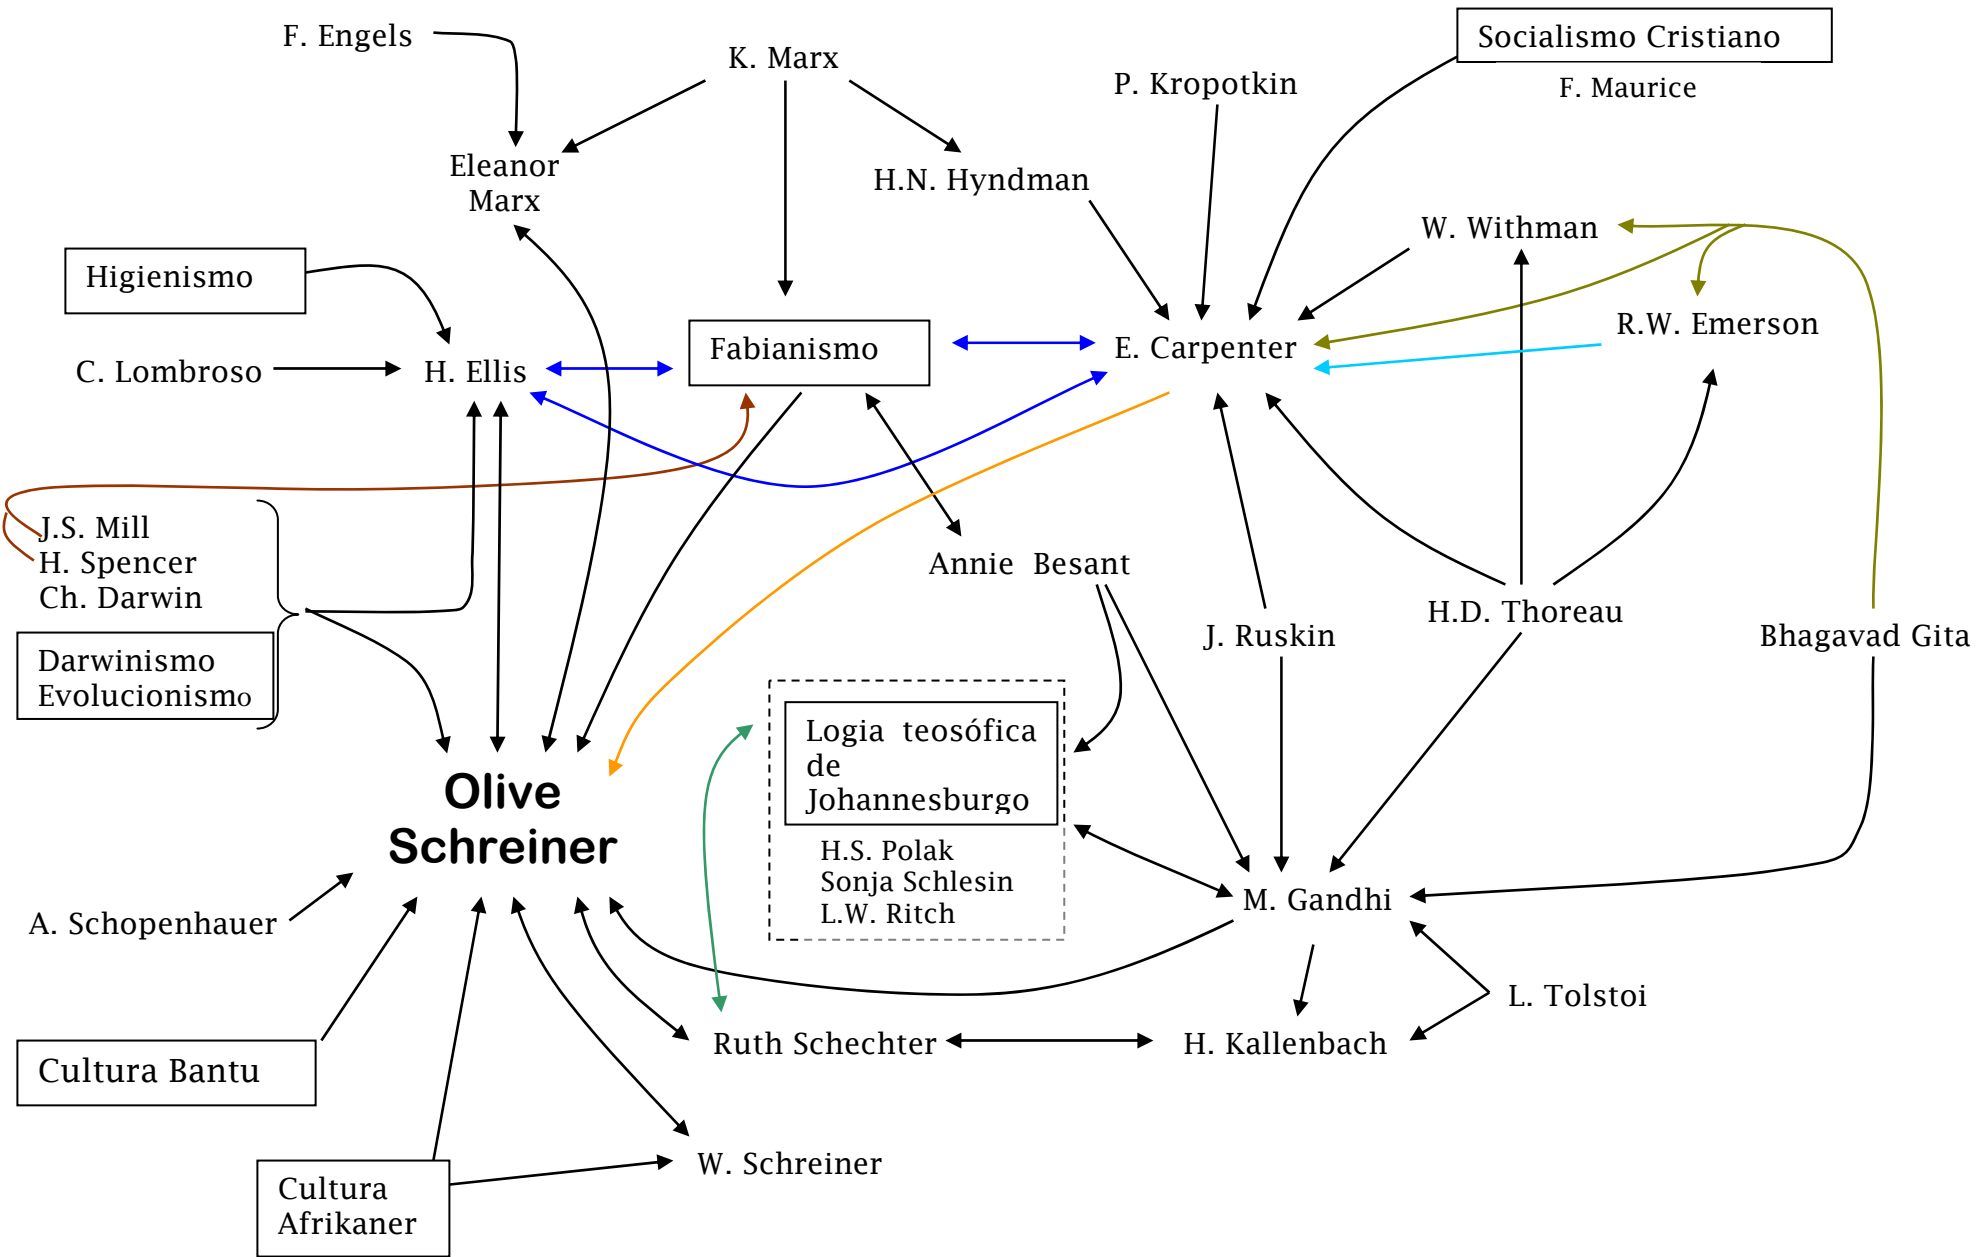 F. Engels
K. Marx
Socialismo Cristiano
F. Maurice
P. Kropotkin
Eleanor
Marx
H.N. Hyndman
W. Withman
Higienismo
R.W. Emerson
C. Lombroso
H. Ellis
Fabianismo
E. Carpenter
J.S. Mill
H. Spencer
Ch. Darwin
Darwinismo
Evolucionismo
Annie Besant
J. Ruskin
H.D. Thoreau
Bhagavad Gita
Logia teosófica
de
Johannesburgo
H.S. Polak
Sonja Schlesin
L.W. Ritch
Olive
Schreiner
M. Gandhi
A. Schopenhauer
L. Tolstoi
Ruth Schechter
H. Kallenbach
Cultura Bantu
W. Schreiner
Cultura
Afrikaner